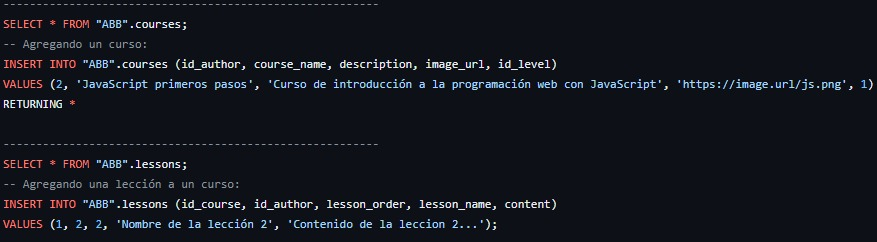 --------------------------------------------------------
SELECT * FROM "ABB".courses;
-- Agregando un curso:
INSERT INTO "ABB".courses (id_author, course_name, description, image_url, id_level)
VALUES (2, 'JavaScript primeros pasos', 'Curso de introducción a la programación web con JavaScript', 'https://image.url/js.png', 1)
RETURNING *
--------------------------------------------------------
SELECT * FROM "ABB".lessons;
-- Agregando una lección a un curso:
INSERT INTO "ABB".lessons (id_course, id_author, lesson_order, lesson_name, content)
VALUES (1, 2, 2, 'Nombre de la lección 2', 'Contenido de la leccion 2...');